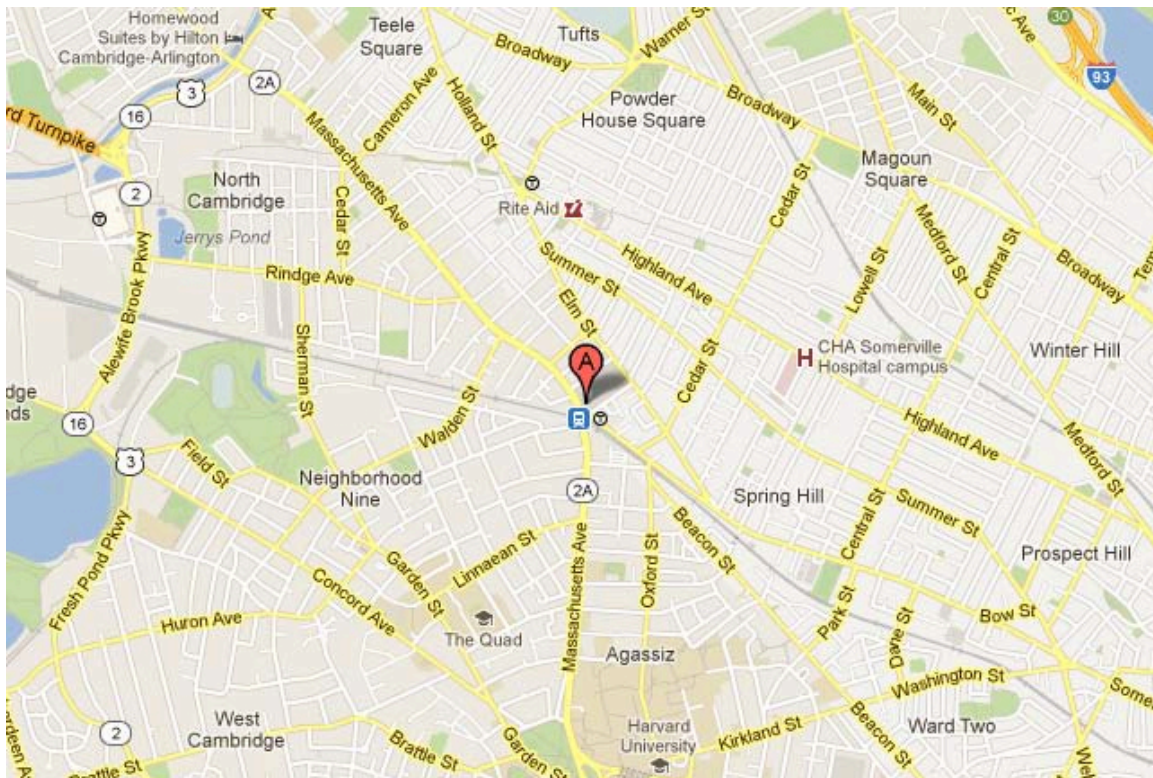 Homewood
Suites by Hilton
Cambridge-Arlington
Teele
Square
Tufts
Warner St
Broadway
30
93
3
2A
16
Cameron Ave
Holland St
Powder
House Square
Broadway
Main St
rd Turnpike
Massachusetts Ave
Magoun
Square
2
North
Cambridge
Cedar St
T
Rite Aid
Cedar St
T
Jerrys Pond
Medford St
Central St
Broadway
Rindge Ave
Summer St
Highland Ave
Lowell St
Alewife Brook Pkwy
Elm St
Sherman St
H
CHA Somerville
Hospital campus
Winter Hill
A
Cedar St
16
Walden St
T
Highland Ave
Medford St
3
Field St
Neighborhood
Nine
2A
Spring Hill
Summer St
Fresh Pond Pkwy
Garden St
Linnaean St
Beacon St
Central St
Prospect Hill
Concord Ave
Massachusetts Ave
Oxford St
Park St
Dane St
Bow St
Huron Ave
The Quad
Agassiz
Washington St
2
West
Cambridge
Brattle St
Garden St
Harvard
University
Kirkland St
Beacon St
Ward Two
Brattle St